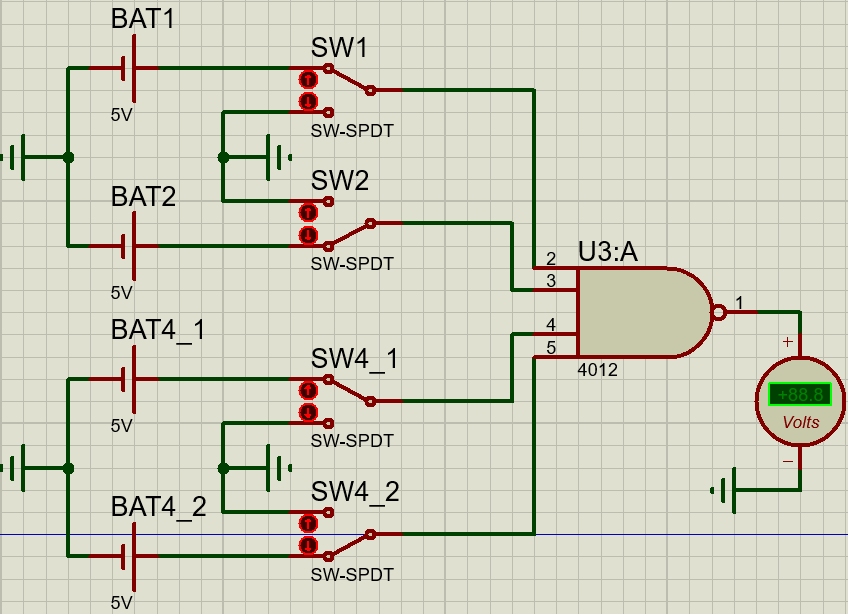 BAT1
SW1
5V
SW-SPDT
SW2
BAT2
SW-SPDT
5V
U3:A
2
3
4
5
1
4012
+
+88.8
Volts
−
BAT4_1
SW4_1
5V
SW-SPDT
SW4_2
BAT4_2
SW-SPDT
5V